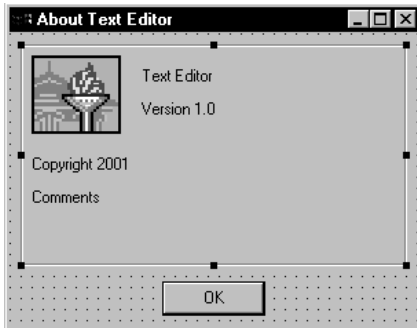 About Text Editor
Text Editor
Version 1.0
Copyright 2001
Comments
OK